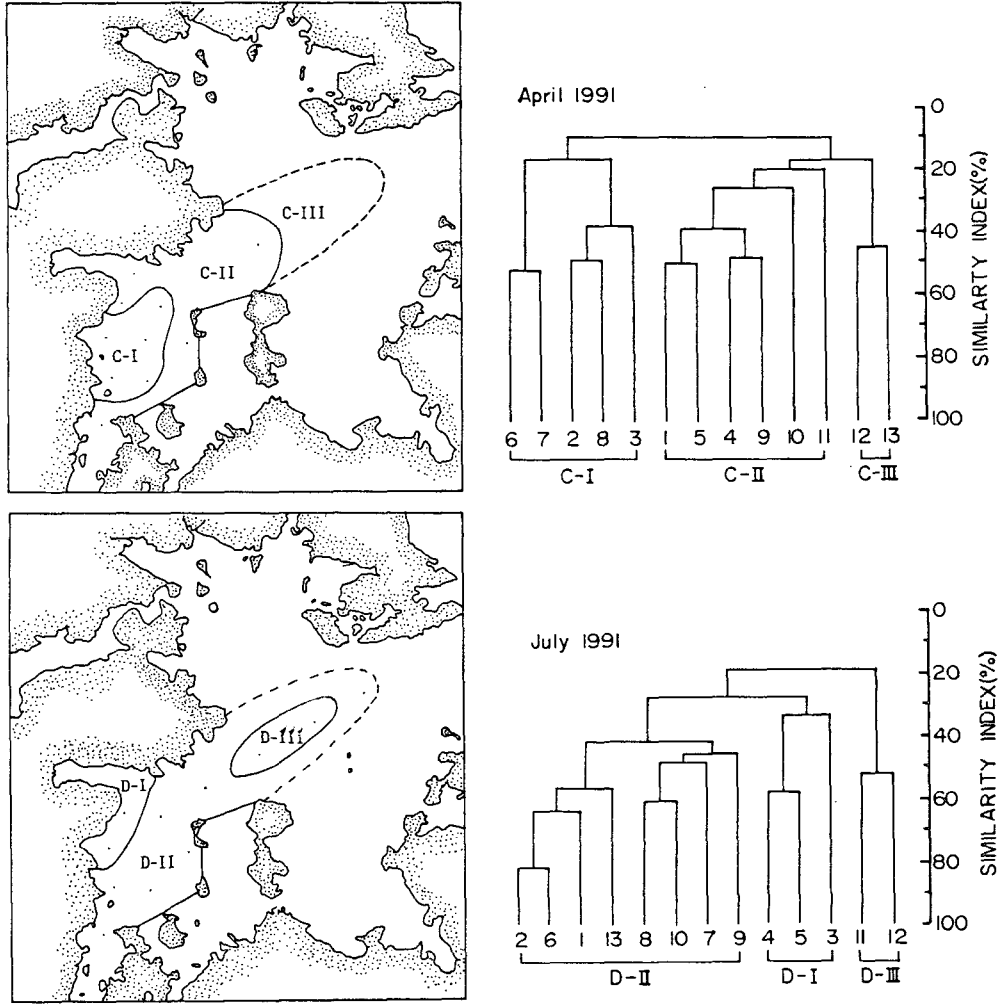 C-III
C-II
C-I
April 1991
0
20
40
60
80
100
SIMILARTY INDEX(%)
6 7 2 8 3 1 5 4 9 10 11 12 13
C-I C-II C-III
D-III
D-I
D-II
July 1991
0
20
40
60
80
100
SIMILARITY INDEX(%)
2 6 1 13 8 10 7 9 4 5 3 11 12
D-II D-I D-III